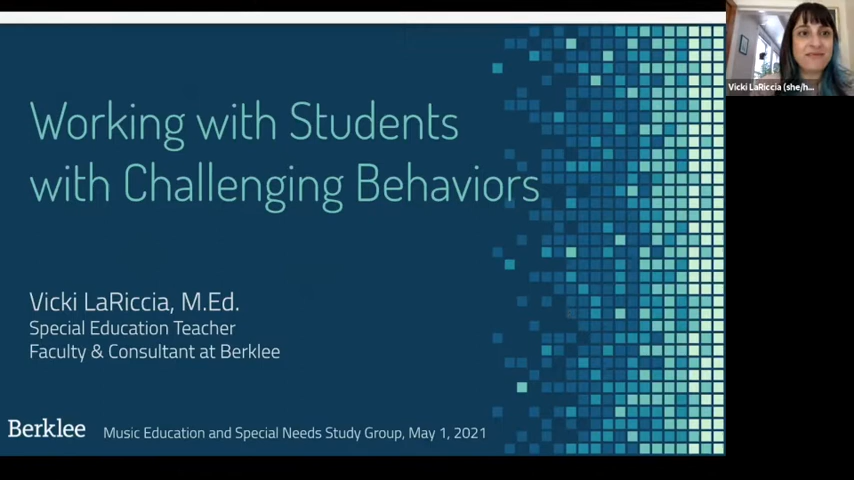 Working with Students
with Challenging Behaviors
Vicki LaRiccia, M.Ed.
Special Education Teacher
Faculty & Consultant at Berklee
Berklee
Music Education and Special Needs Study Group, May 1, 2021
Vicki LaRiccia (she/h...